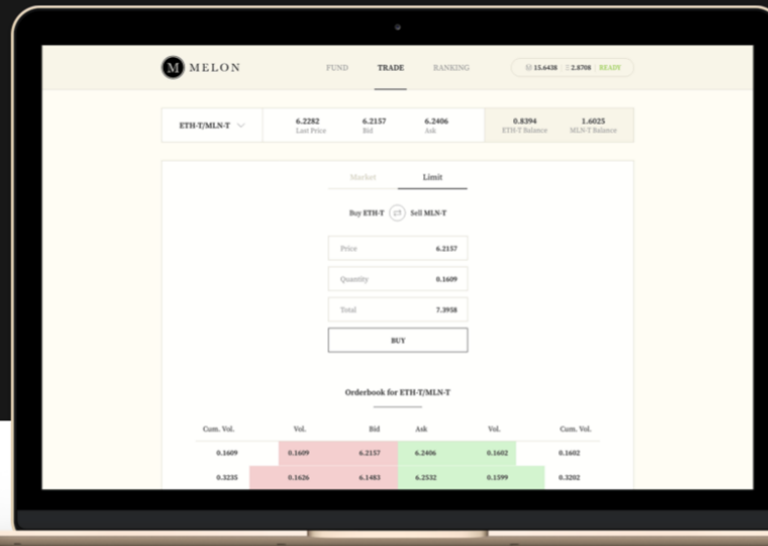 M MELON
FUND TRADE RANKING
15.6438 2.8708 READY
ETH-T/MLN-T
6.2282 6.2157 6.2406 0.8394 1.6025
Last Price Bid Ask ETH-T Balance MLN-T Balance
Market Limit
Buy ETH-T Sell MLN-T
Price 6.2157
Quantity 0.1609
Total 7.3958
BUY
Orderbook for ETH-T/MLN-T
Cum. Vol. Vol. Bid Ask Vol. Cum. Vol.
0.1609 0.1609 6.2157 6.2406 0.1602 0.1602
0.3235 0.1626 6.1483 6.2532 0.1599 0.3202